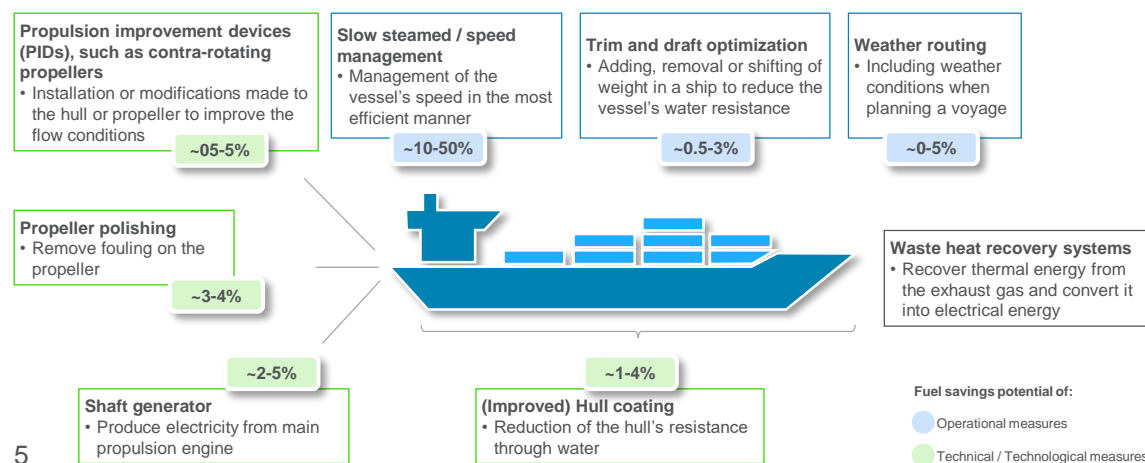 Propulsion improvement devices
(PIDs), such as contra-rotating
propellers
• Installation or modifications made to
the hull or propeller to improve the
flow conditions
~05-5%
Slow steamed / speed
management
• Management of the
vessel's speed in the most
efficient manner
~10-50%
Trim and draft optimization
• Adding, removal or shifting of
weight in a ship to reduce the
vessel's water resistance
~0.5-3%
Weather routing
• Including weather
conditions when
planning a voyage
~0-5%
Propeller polishing
• Remove fouling on the
propeller
~3-4%
Waste heat recovery systems
• Recover thermal energy from
the exhaust gas and convert it
into electrical energy
~2-5%
Shaft generator
• Produce electricity from main
propulsion engine
~1-4%
(Improved) Hull coating
• Reduction of the hull's resistance
through water
Fuel savings potential of:
Operational measures
Technical / Technological measures
5